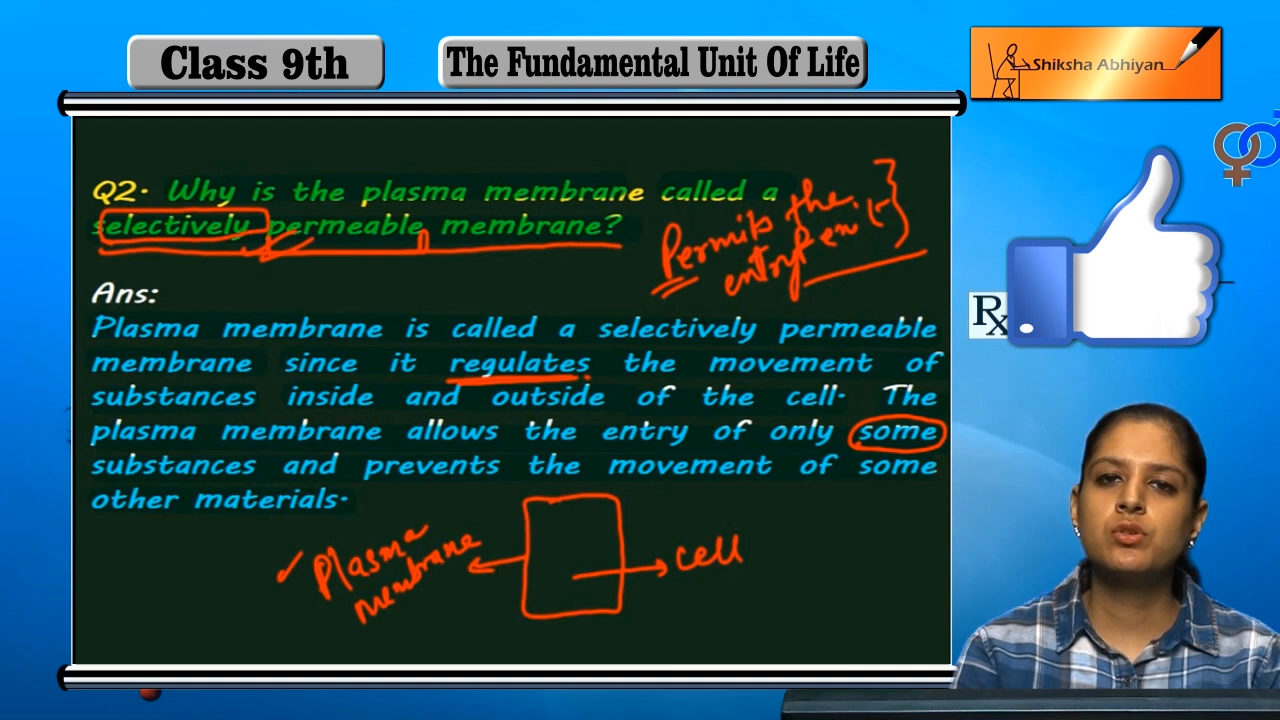 Class 9th
The Fundamental Unit Of Life
Shiksha Abhiyan
Q2. Why is the plasma membrane called a
selectively permeable membrane?
Permits the
entry
Ans:
Plasma membrane is called a selectively permeable
membrane since it regulates the movement of
substances inside and outside of the cell. The
plasma membrane allows the entry of only some
substances and prevents the movement of some
other materials.
Plasma
membrane
cell
Rx